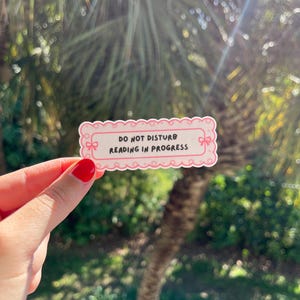 DO NOT DISTURB
READING IN PROGRESS